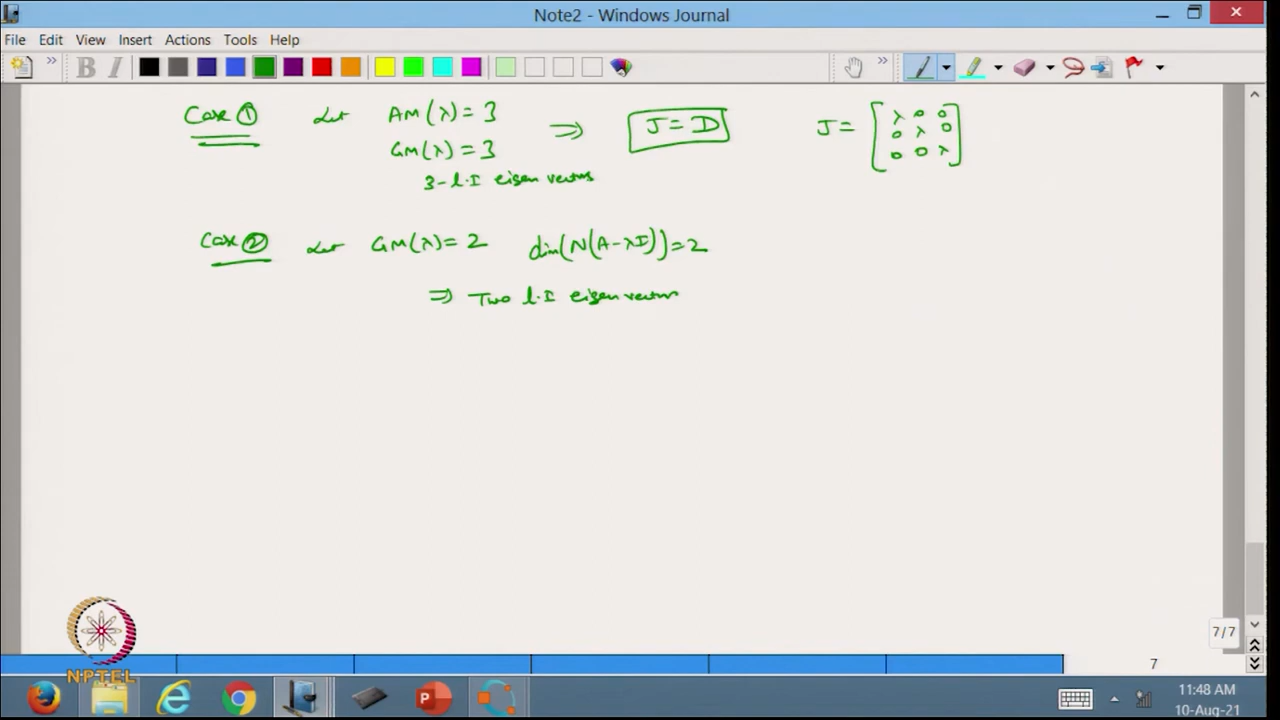 Note2 - Windows Journal
File Edit View Insert Actions Tools Help
Case ① Let AM(λ) = 3
GM(λ) = 3
3-l.I eigen vectors
⇒ J = D
J = [λ 0 0
0 λ 0
0 0 λ]
Case ② Let GM(λ) = 2 dim(N(A-λI)) = 2
⇒ Two l.I eigen vectors
7/7
7
NPTEL
11:48 AM
10-Aug-21